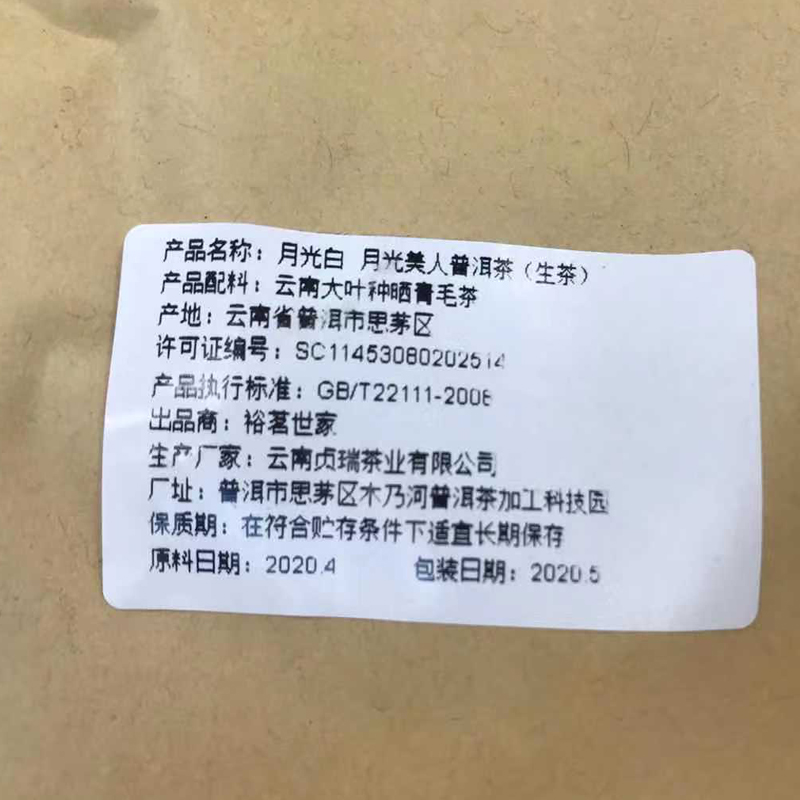 产品名称：月光白 月光美人普洱茶（生茶）
产品配料：云南大叶种晒青毛茶
产地：云南省普洱市思茅区
许可证编号：SC11453080202514
产品执行标准：GB/T22111-2008
出品商：裕茗世家
生产厂家：云南贞瑞茶业有限公司
厂址：普洱市思茅区木乃河普洱茶加工科技园
保质期：在符合贮存条件下适宜长期保存
原料日期：2020.4 包装日期：2020.5